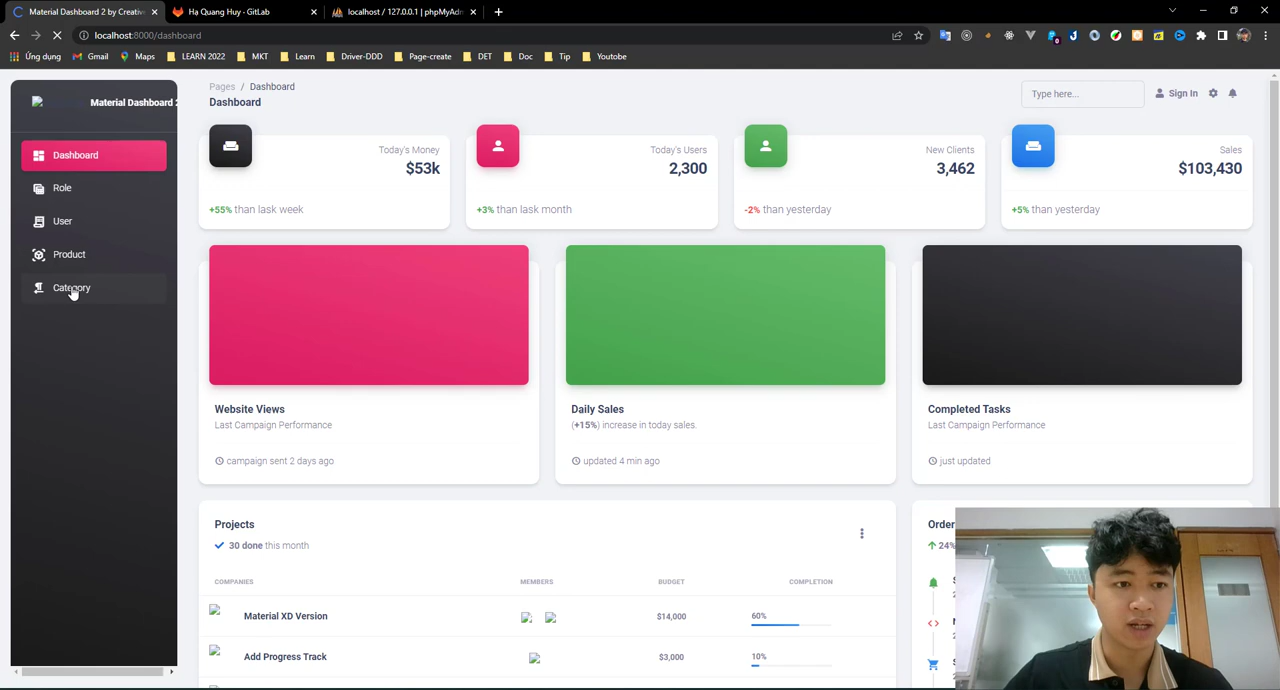 Material Dashboard 2 by Creativ
Hạ Quang Huy - GitLab
localhost / 127.0.0.1 | phpMyAdm
localhost:8000/dashboard
Ứng dụng
Gmail
Maps
LEARN 2022
MKT
Learn
Driver-DDD
Page-create
DET
Doc
Tip
Youtobe
Material Dashboard 2
Dashboard
Role
User
Product
Category
Pages / Dashboard
Dashboard
Type here...
Sign In
Today's Money
$53k
+55% than lask week
Today's Users
2,300
+3% than lask month
New Clients
3,462
-2% than yesterday
Sales
$103,430
+5% than yesterday
Website Views
Last Campaign Performance
campaign sent 2 days ago
Daily Sales
(+15%) increase in today sales.
updated 4 min ago
Completed Tasks
Last Campaign Performance
just updated
Projects
30 done this month
COMPANIES MEMBERS BUDGET COMPLETION
Material XD Version $14,000 60%
Add Progress Track $3,000 10%
Order
24%